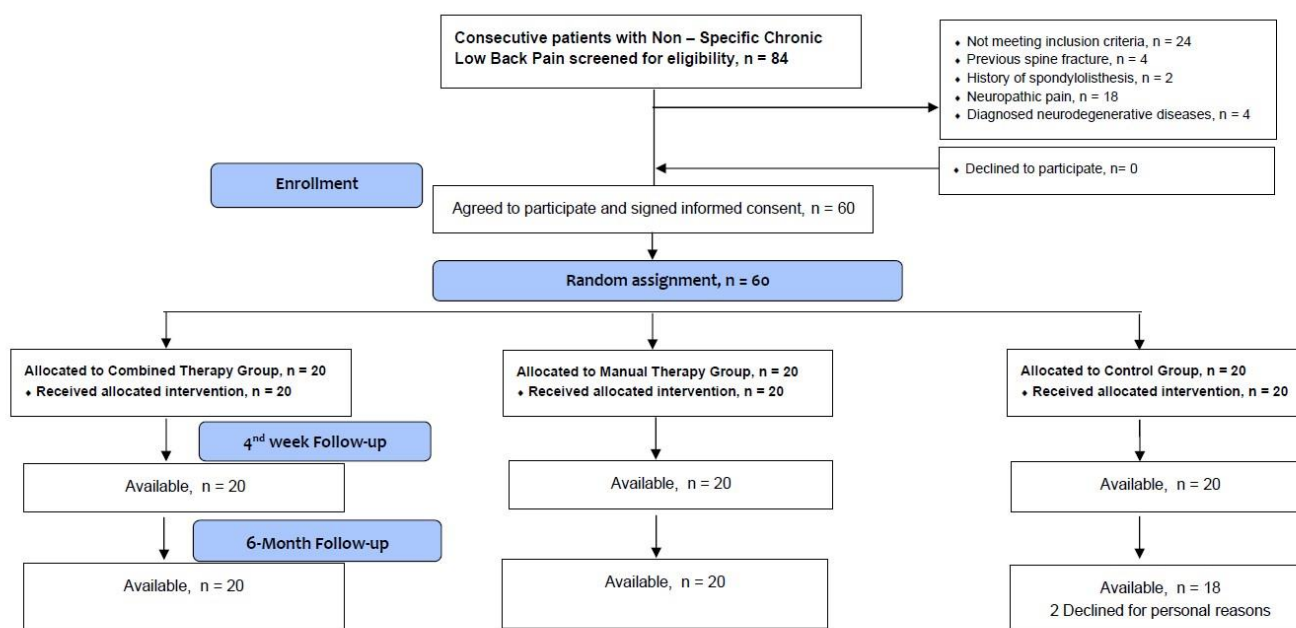 Consecutive patients with Non – Specific Chronic
Low Back Pain screened for eligibility, n = 84
♦ Not meeting inclusion criteria, n = 24
♦ Previous spine fracture, n = 4
♦ History of spondylolisthesis, n = 2
♦ Neuropathic pain, n = 18
♦ Diagnosed neurodegenerative diseases, n = 4
♦ Declined to participate, n= 0
Enrollment
Agreed to participate and signed informed consent, n = 60
Random assignment, n = 60
Allocated to Combined Therapy Group, n = 20
♦ Received allocated intervention, n = 20
Allocated to Manual Therapy Group, n = 20
♦ Received allocated intervention, n = 20
Allocated to Control Group, n = 20
♦ Received allocated intervention, n = 20
4nd week Follow-up
Available, n = 20
Available, n = 20
Available, n = 20
6-Month Follow-up
Available, n = 20
Available, n = 20
Available, n = 18
2 Declined for personal reasons